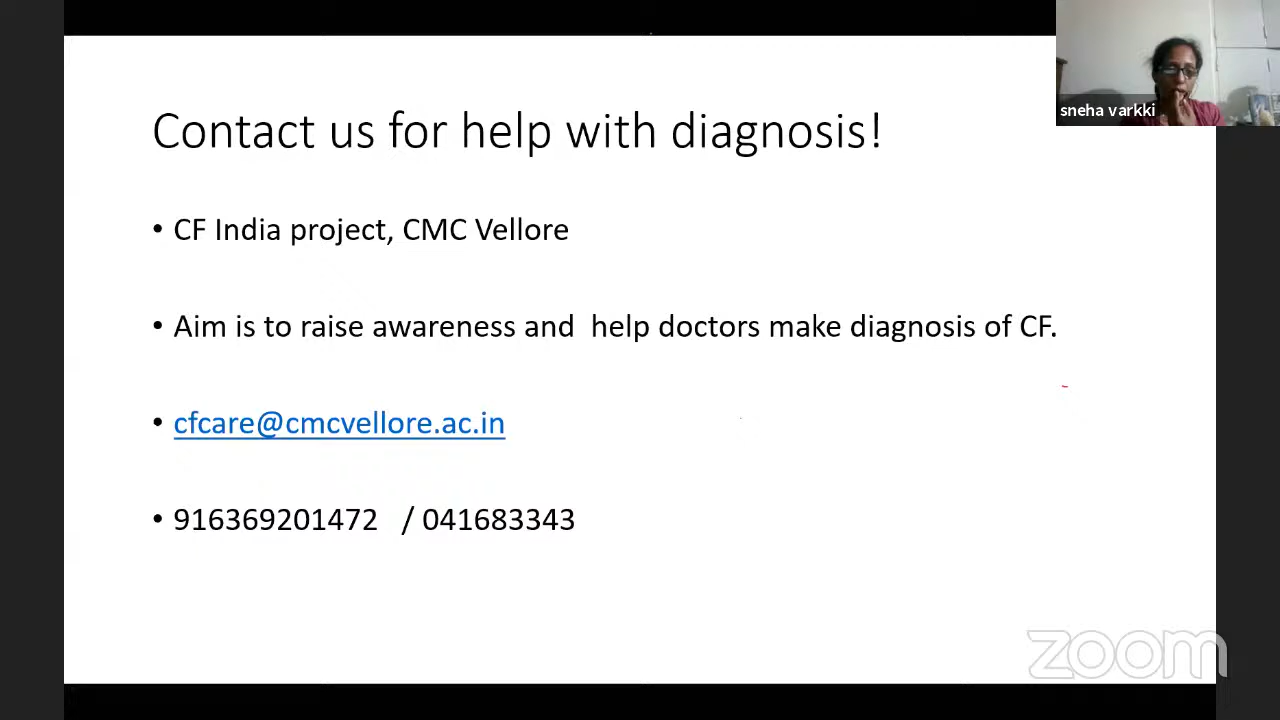 sneha varkki
Contact us for help with diagnosis!
• CF India project, CMC Vellore
• Aim is to raise awareness and  help doctors make diagnosis of CF.
• cfcare@cmcvellore.ac.in
• 916369201472   / 041683343
zoom